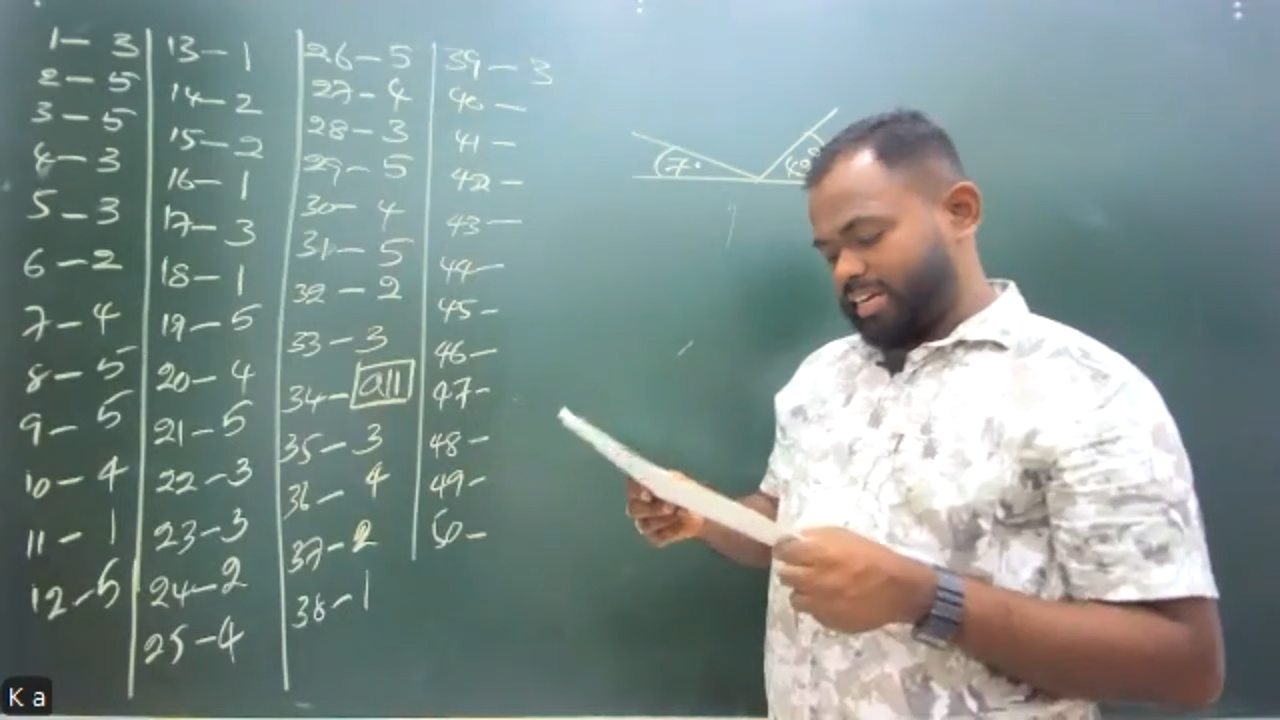 1 - 3
2 - 5
3 - 5
4 - 3
5 - 3
6 - 2
7 - 4
8 - 5
9 - 5
10 - 4
11 - 1
12 - 5
13 - 1
14 - 2
15 - 2
16 - 1
17 - 3
18 - 1
19 - 5
20 - 4
21 - 5
22 - 3
23 - 3
24 - 2
25 - 4
26 - 5
27 - 4
28 - 3
29 - 5
30 - 4
31 - 5
32 - 2
33 - 3
34 - all
35 - 3
36 - 4
37 - 2
38 - 1
39 - 3
40 -
41 -
42 -
43 -
44 -
45 -
46 -
47 -
48 -
49 -
50 -
K a